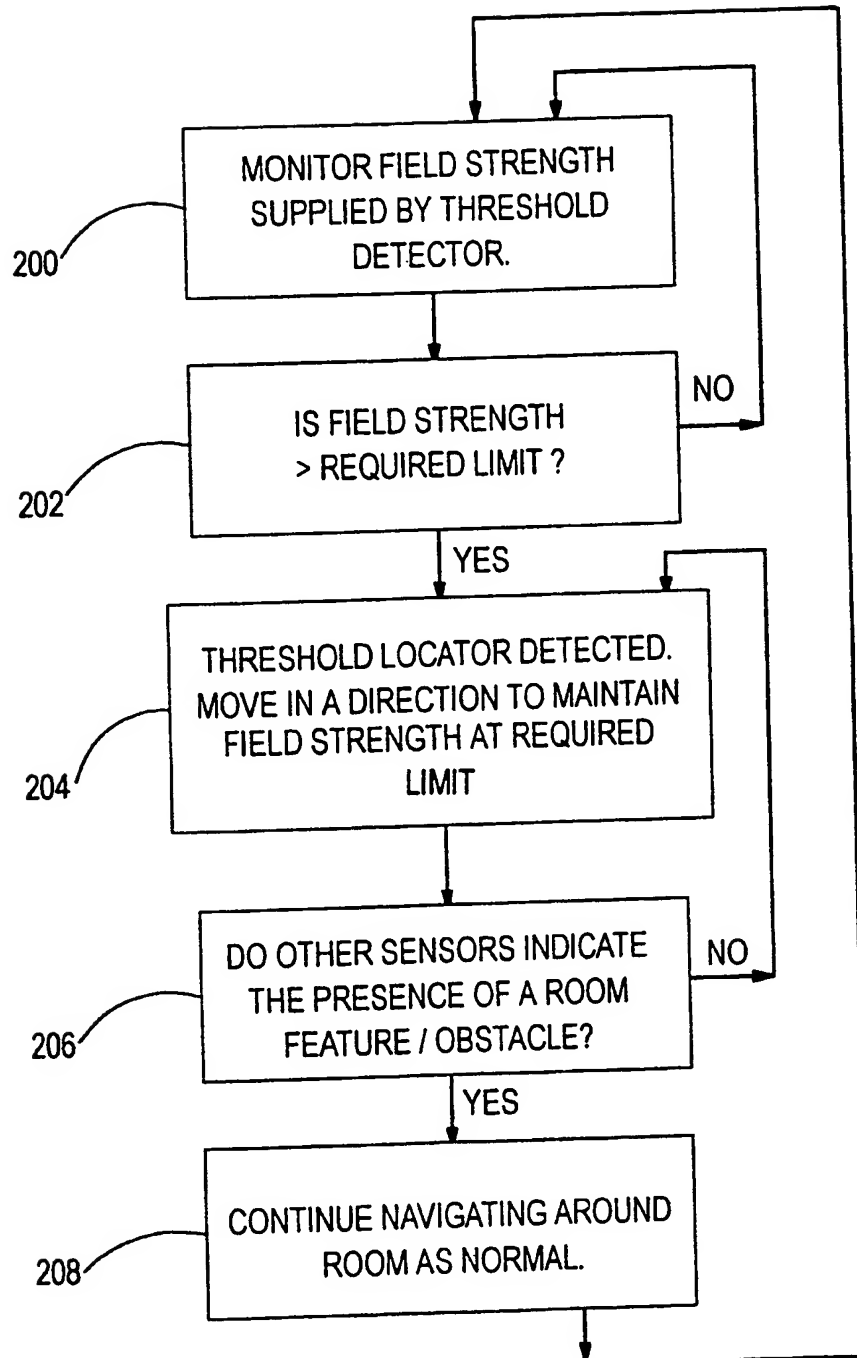 MONITOR FIELD STRENGTH
SUPPLIED BY THRESHOLD
DETECTOR.
200
IS FIELD STRENGTH
> REQUIRED LIMIT ?
NO
202
YES
THRESHOLD LOCATOR DETECTED.
MOVE IN A DIRECTION TO MAINTAIN
FIELD STRENGTH AT REQUIRED
LIMIT
204
DO OTHER SENSORS INDICATE
THE PRESENCE OF A ROOM
FEATURE / OBSTACLE?
NO
206
YES
CONTINUE NAVIGATING AROUND
ROOM AS NORMAL.
208